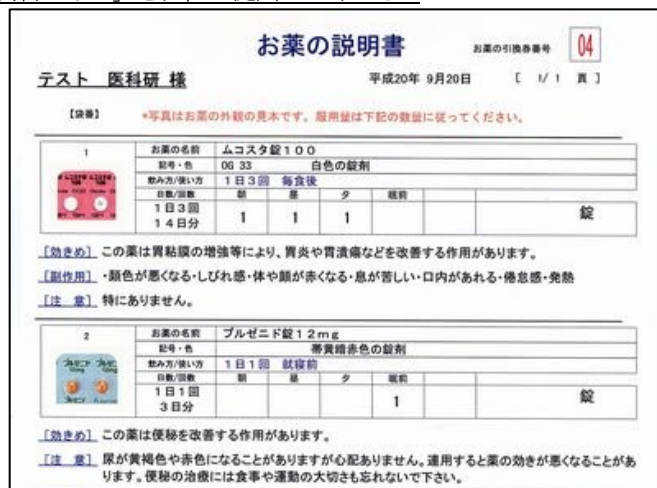 お薬の説明書
お薬の引換券番号 04
テスト 医科研 様 平成20年 9月20日 [ 1/ 1 頁 ]
【袋番】 *写真はお薬の外観の見本です。服用量は下記の数量に従ってください。
1 お薬の名前 ムコスタ錠100
記号・色 OG 33 白色の錠剤
飲み方/使い方 1日3回 毎食後
日数/回数 朝 昼 夕 眠前
1日3回 14日分 1 1 1 錠
[効きめ] この薬は胃粘膜の増強等により、胃炎や胃潰瘍などを改善する作用があります。
[副作用] ・顔色が悪くなる・しびれ感・体や顔が赤くなる・息が苦しい・口内があれる・倦怠感・発熱
[注 意] 特にありません。
2 お薬の名前 プルゼニド錠12mg
記号・色 帯黄暗赤色の錠剤
飲み方/使い方 1日1回 就寝前
日数/回数 朝 昼 夕 眠前
1日1回 3日分 1 錠
[効きめ] この薬は便秘を改善する作用があります。
[注 意] 尿が黄褐色や赤色になることがありますが心配ありません。連用すると薬の効きが悪くなることがあ
ります。便秘の治療には食事や運動の大切さも忘れないで下さい。